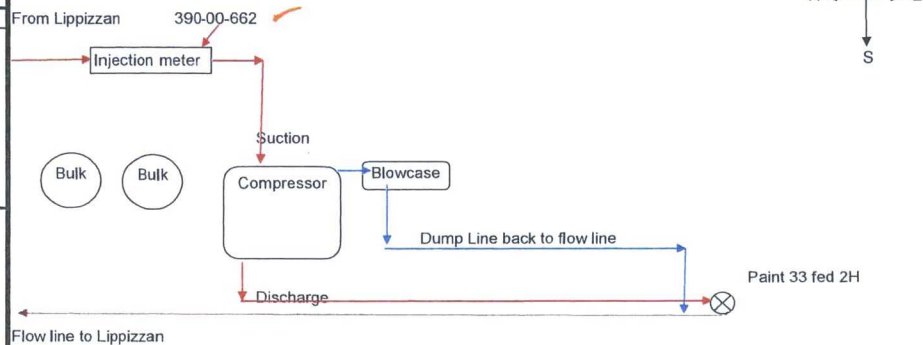 From Lippizzan
390-00-662
Injection meter
S
Suction
Bulk
Bulk
Compressor
Blowcase
Dump Line back to flow line
Paint 33 fed 2H
Discharge
Flow line to Lippizzan